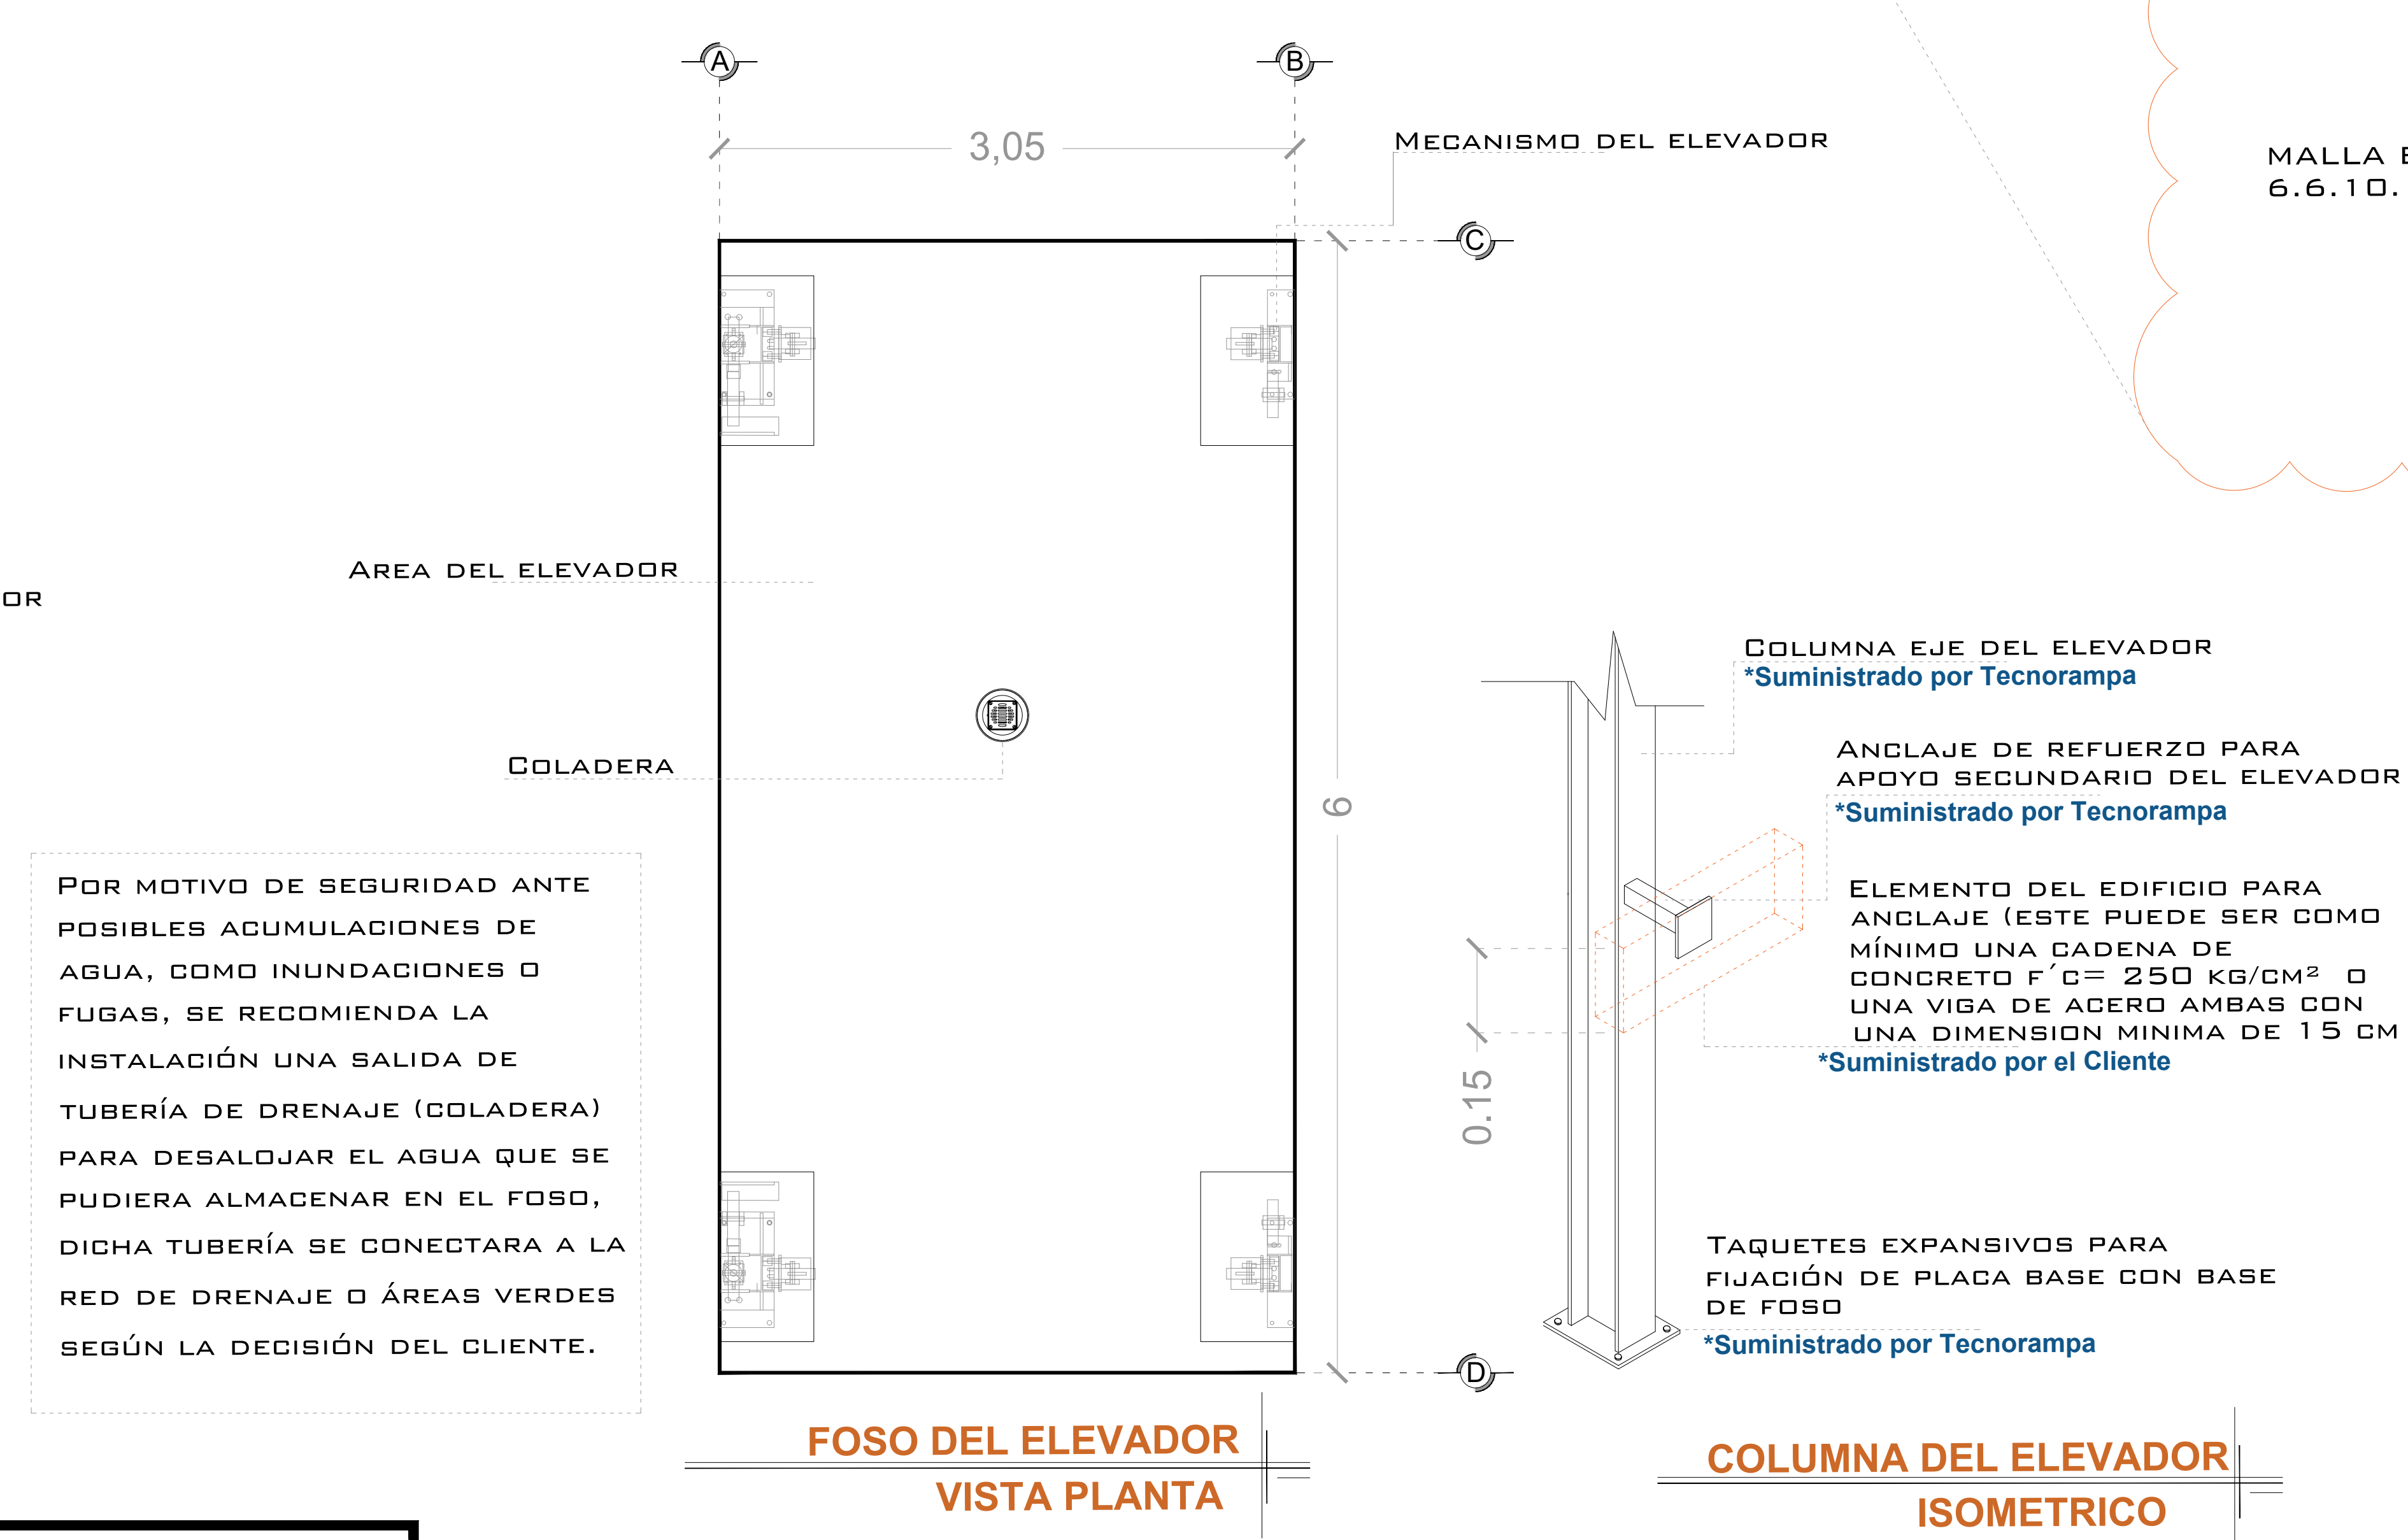 A
B
3,05
MECANISMO DEL ELEVADOR
C
MALLA
6.6.10.
AREA DEL ELEVADOR
OR
COLADERA
6
POR MOTIVO DE SEGURIDAD ANTE
POSIBLES ACUMULACIONES DE
AGUA, COMO INUNDACIONES O
FUGAS, SE RECOMIENDA LA
INSTALACIÓN UNA SALIDA DE
TUBERÍA DE DRENAJE (COLADERA)
PARA DESALOJAR EL AGUA QUE SE
PUDIERA ALMACENAR EN EL FOSO,
DICHA TUBERÍA SE CONECTARA A LA
RED DE DRENAJE O ÁREAS VERDES
SEGÚN LA DECISIÓN DEL CLIENTE.
D
FOSO DEL ELEVADOR
VISTA PLANTA
COLUMNA EJE DEL ELEVADOR
*Suministrado por Tecnorampa
ANCLAJE DE REFUERZO PARA
APOYO SECUNDARIO DEL ELEVADOR
*Suministrado por Tecnorampa
ELEMENTO DEL EDIFICIO PARA
ANCLAJE (ESTE PUEDE SER COMO
MÍNIMO UNA CADENA DE
CONCRETO F´C= 250 KG/CM² O
UNA VIGA DE ACERO AMBAS CON
UNA DIMENSION MINIMA DE 15 CM
*Suministrado por el Cliente
0.15
TAQUETES EXPANSIVOS PARA
FIJACIÓN DE PLACA BASE CON BASE
DE FOSO
*Suministrado por Tecnorampa
COLUMNA DEL ELEVADOR
ISOMETRICO